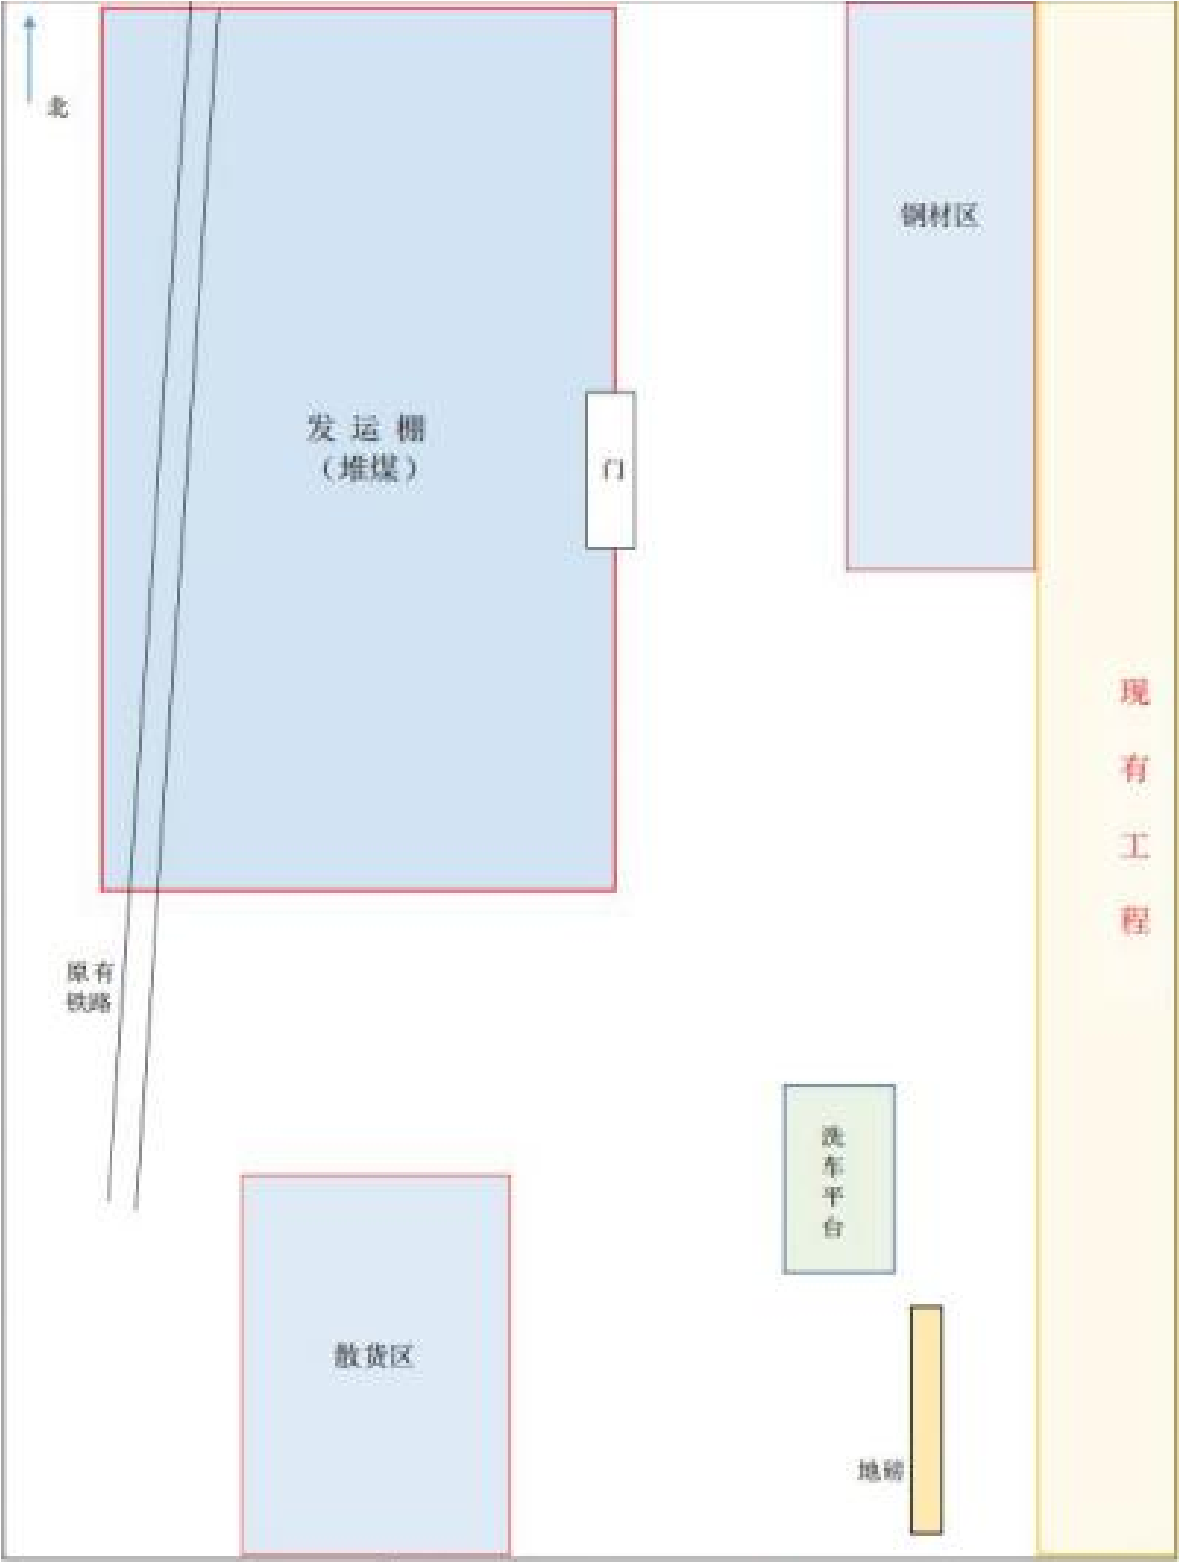 北
钢材区
发运棚
（堆煤）
门
现有工程
原有
铁路
洗车平台
散货区
地磅